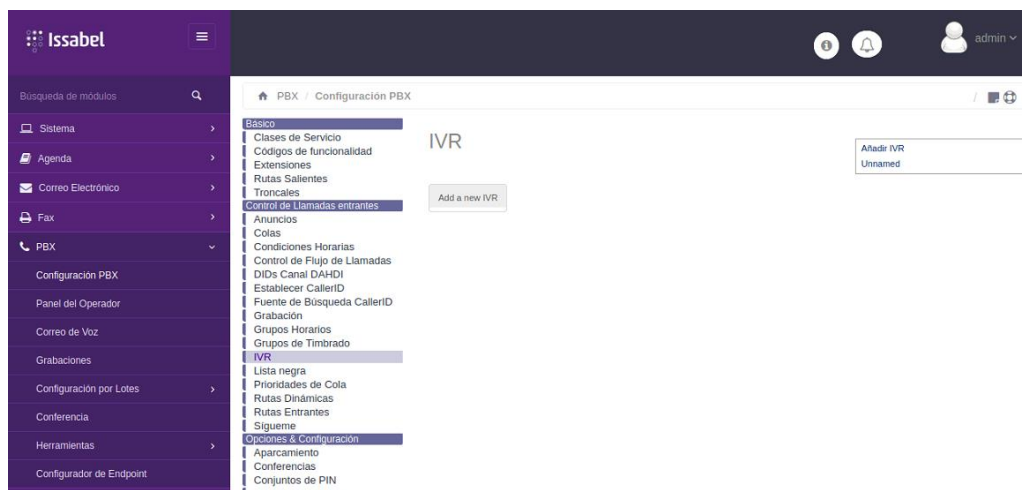 Issabel
admin
Búsqueda de módulos
Sistema
Agenda
Correo Electrónico
Fax
PBX
Configuración PBX
Panel del Operador
Correo de Voz
Grabaciones
Configuración por Lotes
Conferencia
Herramientas
Configurador de Endpoint
PBX / Configuración PBX
/
Básico
Clases de Servicio
Códigos de funcionalidad
Extensiones
Rutas Salientes
Troncales
Control de Llamadas entrantes
Anuncios
Colas
Condiciones Horarias
Control de Flujo de Llamadas
DIDs Canal DAHDI
Establecer CallerID
Fuente de Búsqueda CallerID
Grabación
Grupos Horarios
Grupos de Timbrado
IVR
Lista negra
Prioridades de Cola
Rutas Dinámicas
Rutas Entrantes
Sígueme
Opciones & Configuración
Aparcamiento
Conferencias
Conjuntos de PIN
IVR
Add a new IVR
Añadir IVR
Unnamed